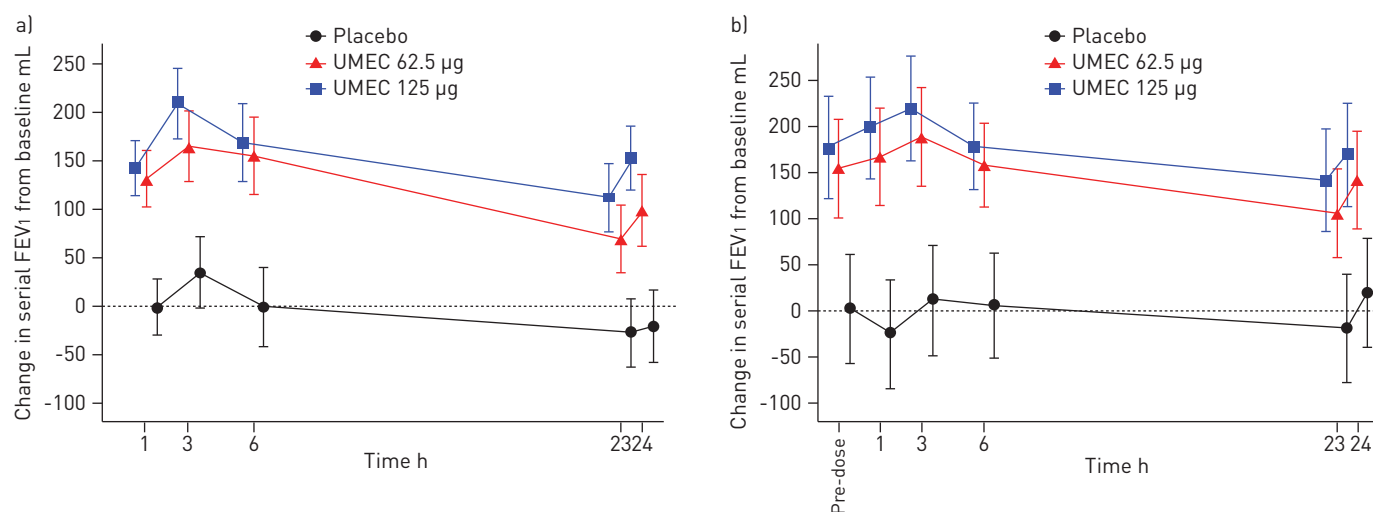 a)
Placebo
UMEC 62.5 µg
UMEC 125 µg
Change in serial FEV1 from baseline mL
250
200
150
100
50
0
-50
-100
1 3 6 23 24
Time h
b)
Placebo
UMEC 62.5 µg
UMEC 125 µg
Change in serial FEV1 from baseline mL
250
200
150
100
50
0
-50
-100
Pre-dose 1 3 6 23 24
Time h